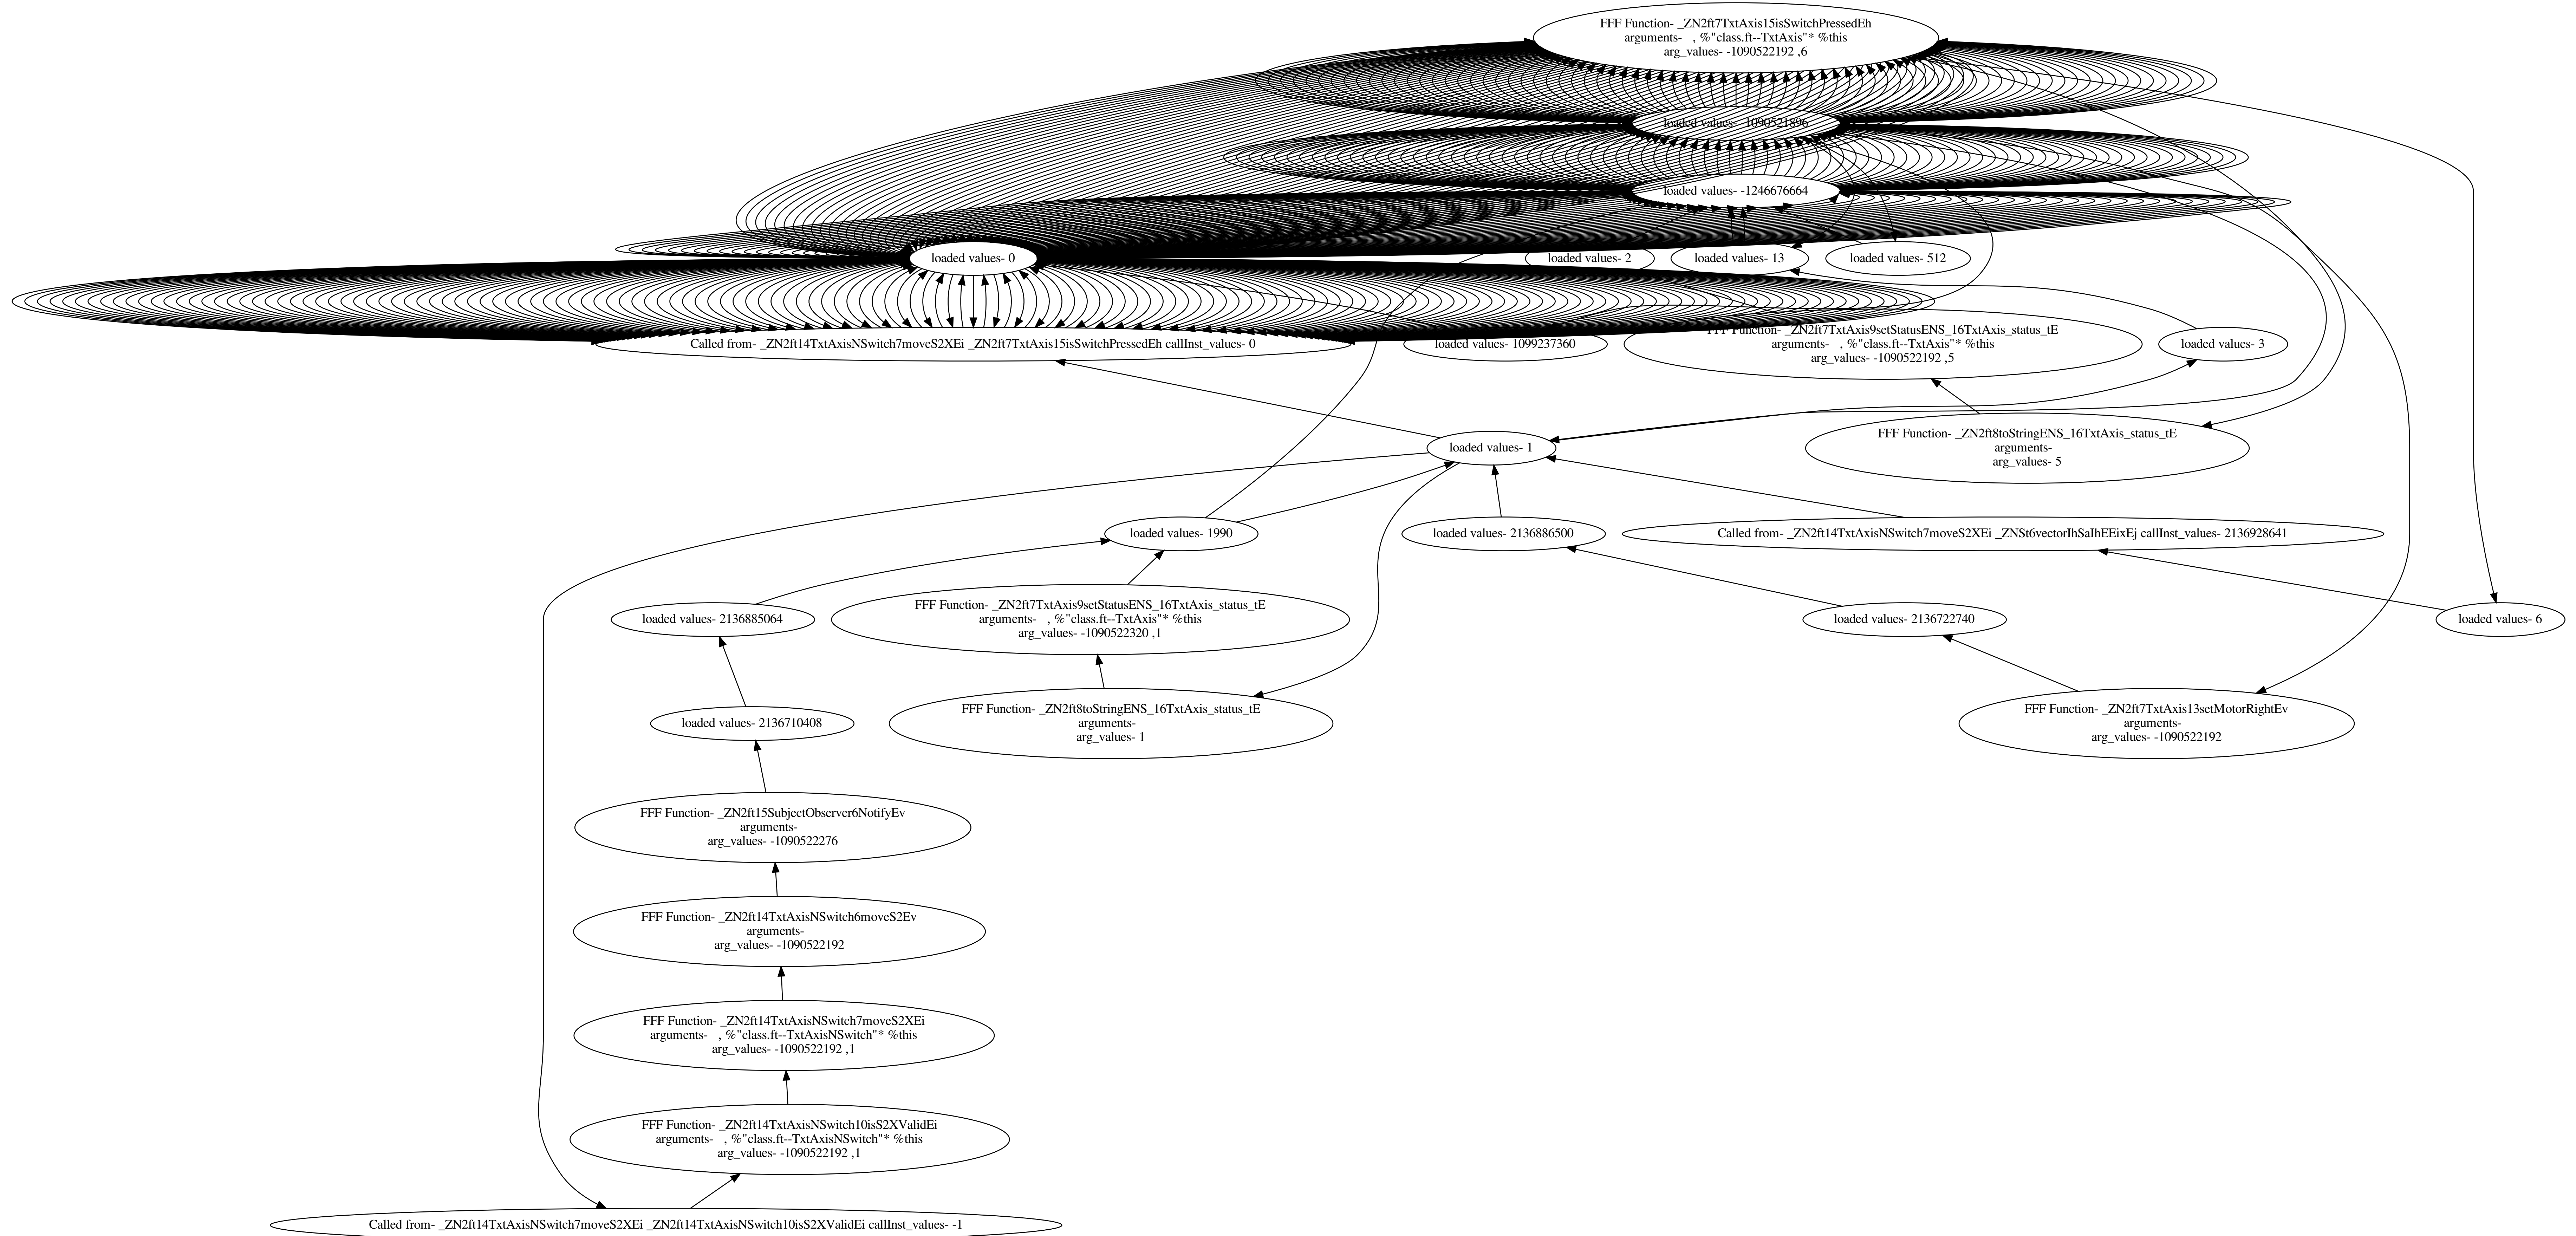 FFF Function- _ZN2ft7TxtAxis15isSwitchPressedEh
arguments-   , %"class.ft--TxtAxis"* %this
arg_values- -1090522192 ,6
loaded values- -1090521896
loaded values- -1246676664
loaded values- 0
loaded values- 2
loaded values- 13
loaded values- 512
Called from- _ZN2ft14TxtAxisNSwitch7moveS2XEi _ZN2ft7TxtAxis15isSwitchPressedEh callInst_values- 0
loaded values- 1099237360
FFF Function- _ZN2ft7TxtAxis9setStatusENS_16TxtAxis_status_tE
arguments-   , %"class.ft--TxtAxis"* %this
arg_values- -1090522192 ,5
loaded values- 3
loaded values- 1
FFF Function- _ZN2ft8toStringENS_16TxtAxis_status_tE
arguments-
arg_values- 5
loaded values- 1990
loaded values- 2136886500
Called from- _ZN2ft14TxtAxisNSwitch7moveS2XEi _ZNSt6vectorIhSaIhEEixEj callInst_values- 2136928641
loaded values- 2136885064
FFF Function- _ZN2ft7TxtAxis9setStatusENS_16TxtAxis_status_tE
arguments-   , %"class.ft--TxtAxis"* %this
arg_values- -1090522320 ,1
loaded values- 2136722740
loaded values- 6
loaded values- 2136710408
FFF Function- _ZN2ft8toStringENS_16TxtAxis_status_tE
arguments-
arg_values- 1
FFF Function- _ZN2ft7TxtAxis13setMotorRightEv
arguments-
arg_values- -1090522192
FFF Function- _ZN2ft15SubjectObserver6NotifyEv
arguments-
arg_values- -1090522276
FFF Function- _ZN2ft14TxtAxisNSwitch6moveS2Ev
arguments-
arg_values- -1090522192
FFF Function- _ZN2ft14TxtAxisNSwitch7moveS2XEi
arguments-   , %"class.ft--TxtAxisNSwitch"* %this
arg_values- -1090522192 ,1
FFF Function- _ZN2ft14TxtAxisNSwitch10isS2XValidEi
arguments-   , %"class.ft--TxtAxisNSwitch"* %this
arg_values- -1090522192 ,1
Called from- _ZN2ft14TxtAxisNSwitch7moveS2XEi _ZN2ft14TxtAxisNSwitch10isS2XValidEi callInst_values- -1